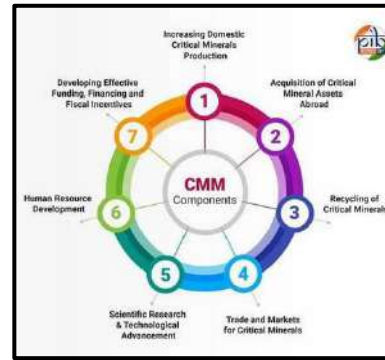 Increasing Domestic
Critical Minerals
Production
pib
Developing Effective
Funding, Financing and
Fiscal Incentives
Acquisition of Critical
Mineral Assets
Abroad
1
7
2
CMM
Components
Human Resource
Development
6
3
Recycling of
Critical Minerals
5
4
Scientific Research
& Technological
Advancement
Trade and Markets
for Critical Minerals